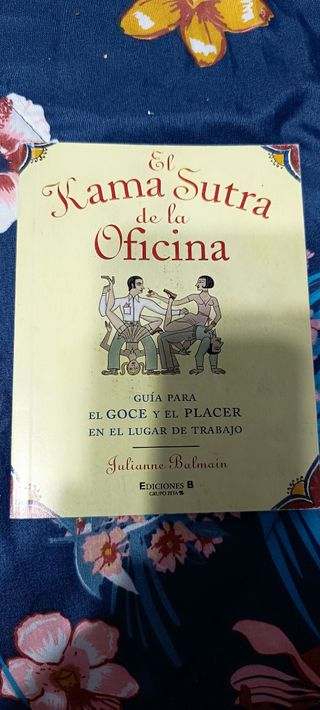 El
Kama Sutra
de la
Oficina
GUÍA PARA
EL GOCE Y EL PLACER
EN EL LUGAR DE TRABAJO
Julianne Balmain
EDICIONES B
GRUPO ZETA